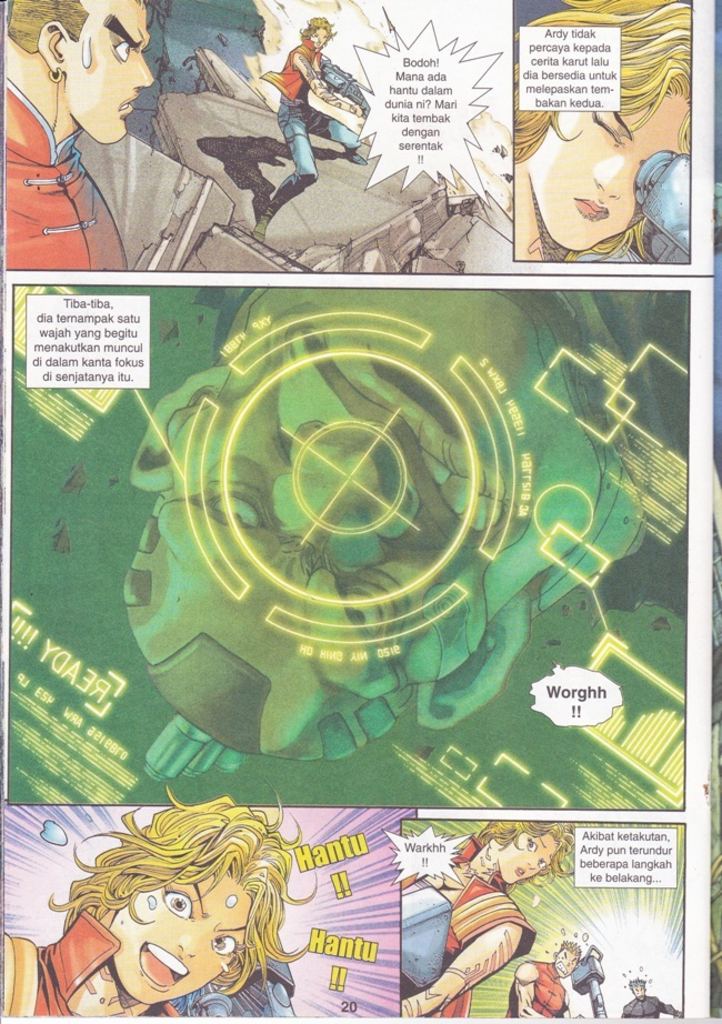 Bodoh!
Mana ada
hantu dalam
dunia ni? Mari
kita tembak
dengan
serentak
!!
Ardy tidak
percaya kepada
cerita karut lalu
dia bersedia untuk
melepaskan tem-
bakan kedua.
Tiba-tiba,
dia ternampak satu
wajah yang begitu
menakutkan muncul
di dalam kanta fokus
di senjatanya itu.
READY !!!
Worghh
!!
Hantu
!!
Hantu
!!
Warkhh
!!
Akibat ketakutan,
Ardy pun terundur
beberapa langkah
ke belakang...
20